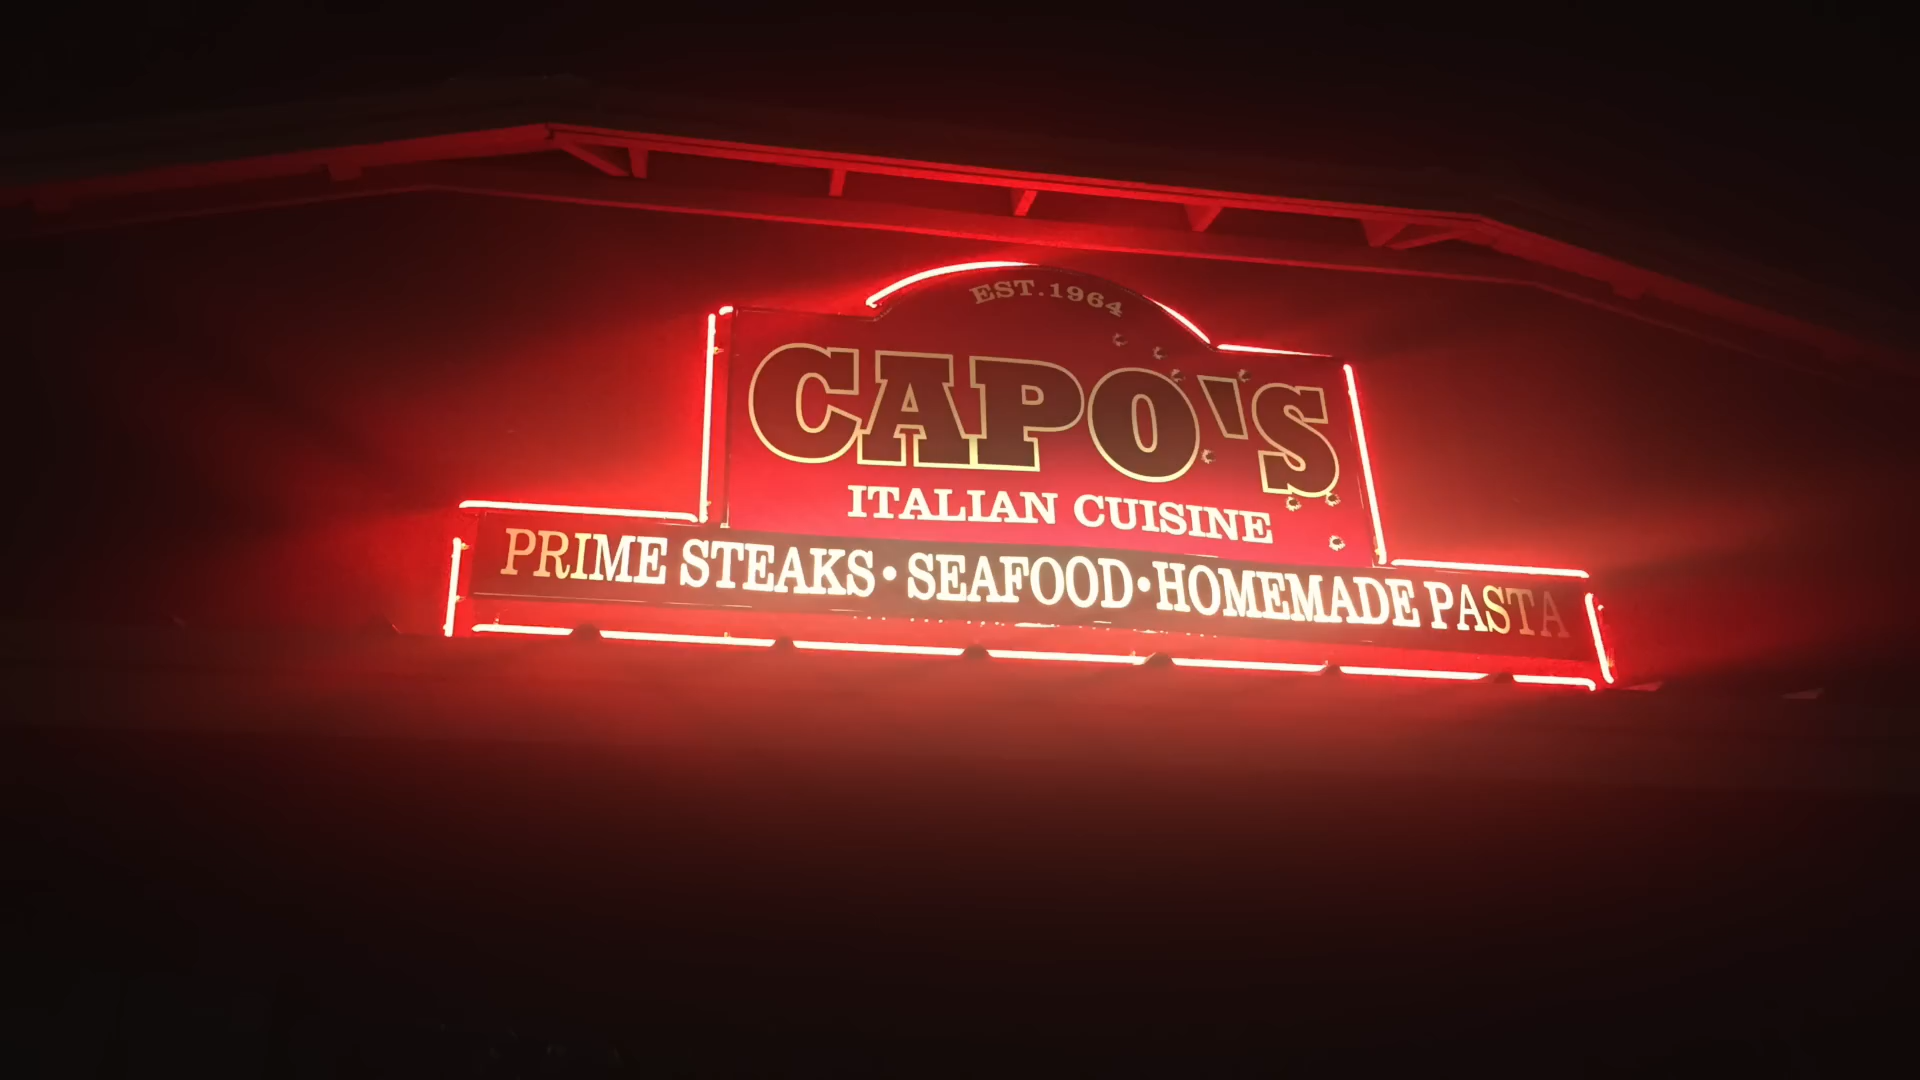 EST.1964
CAPO'S
ITALIAN CUISINE
PRIME STEAKS • SEAFOOD • HOMEMADE PASTA